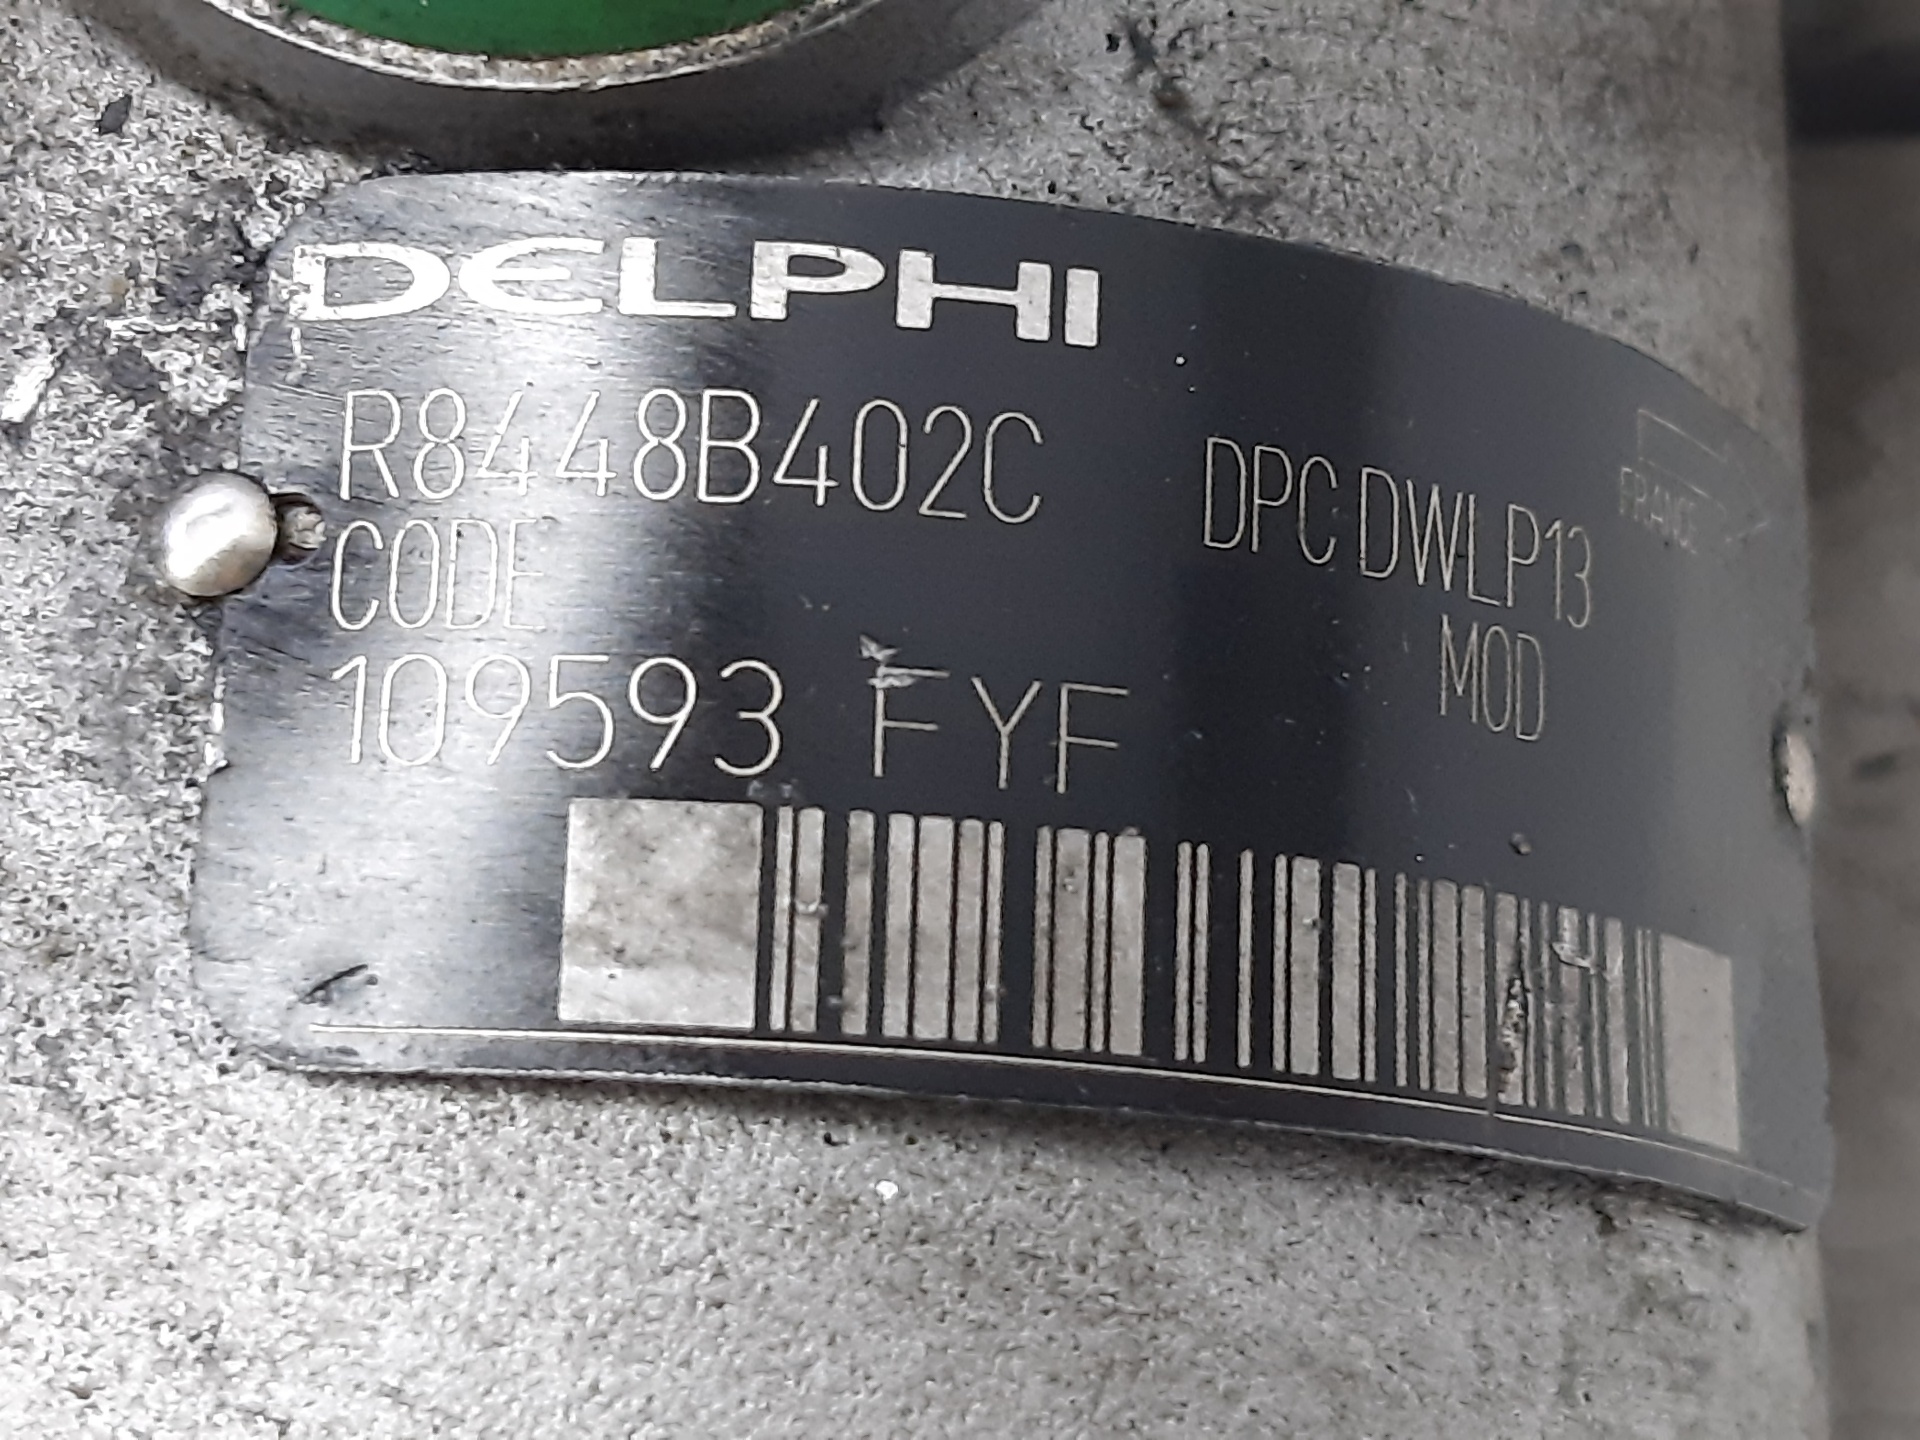 DELPHI
R8448B402C DPC DWLP13
FRANCE
CODE MOD
109593 FYF